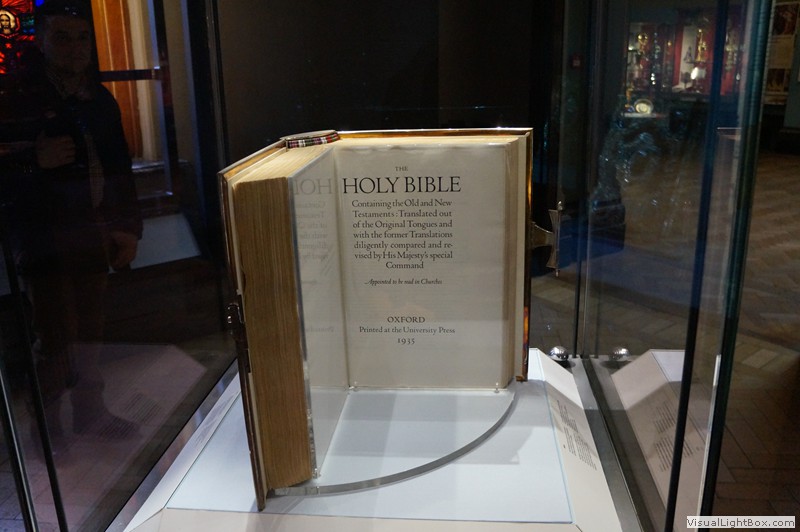 THE
HOLY BIBLE
Containing the Old and New
Testaments : Translated out
of the Original Tongues and
with the former Translations
diligently compared and re-
vised by His Majesty's special
Command
Appointed to be read in Churches
OXFORD
Printed at the University Press
1935
VisualLightBox.com